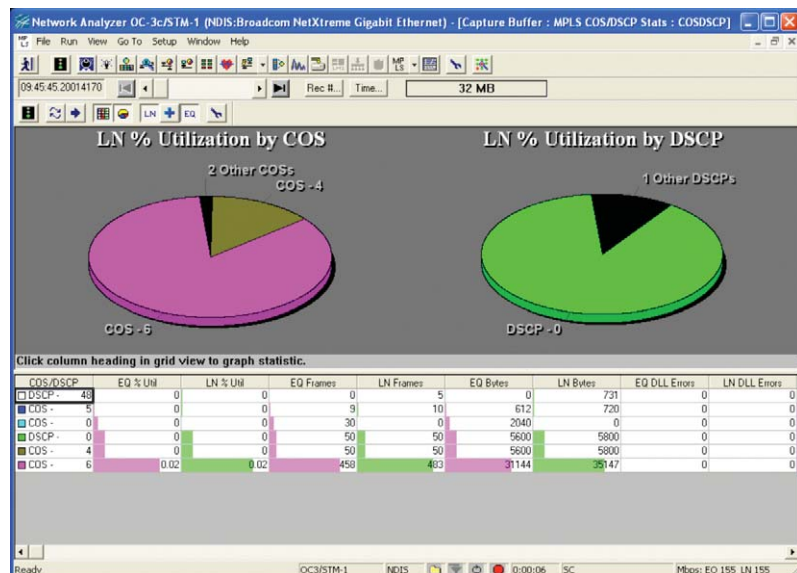 Network Analyzer OC-3c/STM-1 (NDIS:Broadcom NetXtreme Gigabit Ethernet) - [Capture Buffer : MPLS COS/DSCP Stats : COSDSCP]
File Run View Go To Setup Window Help
09:45:45.20014170 Rec #... Time... 32 MB
LN EQ
LN % Utilization by COS
LN % Utilization by DSCP
2 Other COSs
COS - 4
1 Other DSCPs
COS - 6
DSCP - 0
Click column heading in grid view to graph statistic.
COS/DSCP EQ % Util LN % Util EQ Frames LN Frames EQ Bytes LN Bytes EQ DLL Errors LN DLL Errors
DSCP - 48 0 0 0 5 0 731 0 0
COS - 5 0 0 9 10 612 720 0 0
COS - 0 0 0 30 0 2040 0 0 0
DSCP - 0 0 0 50 50 5600 5800 0 0
COS - 4 0 0 50 50 5600 5800 0 0
COS - 6 0.02 0.02 458 483 31144 35147 0 0
Ready OC3/STM-1 NDIS 0:00:06 SC Mbps: EQ 155 LN 155